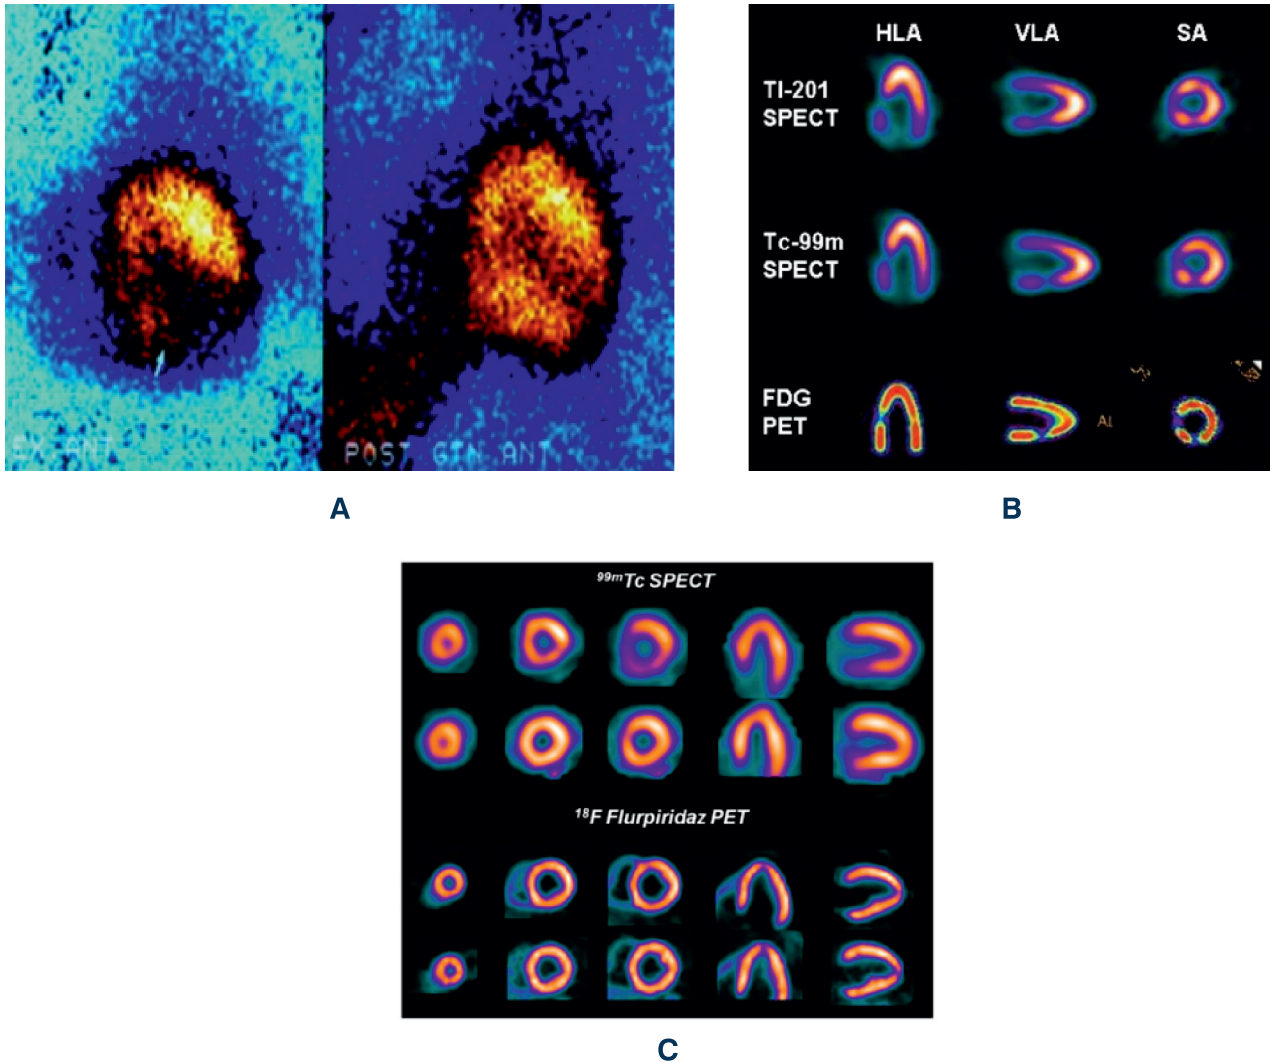 EX ANT
POST GTN ANT
A
HLA VLA SA
TI-201
SPECT
Tc-99m
SPECT
FDG
PET
B
99mTc SPECT
18F Flurpiridaz PET
C